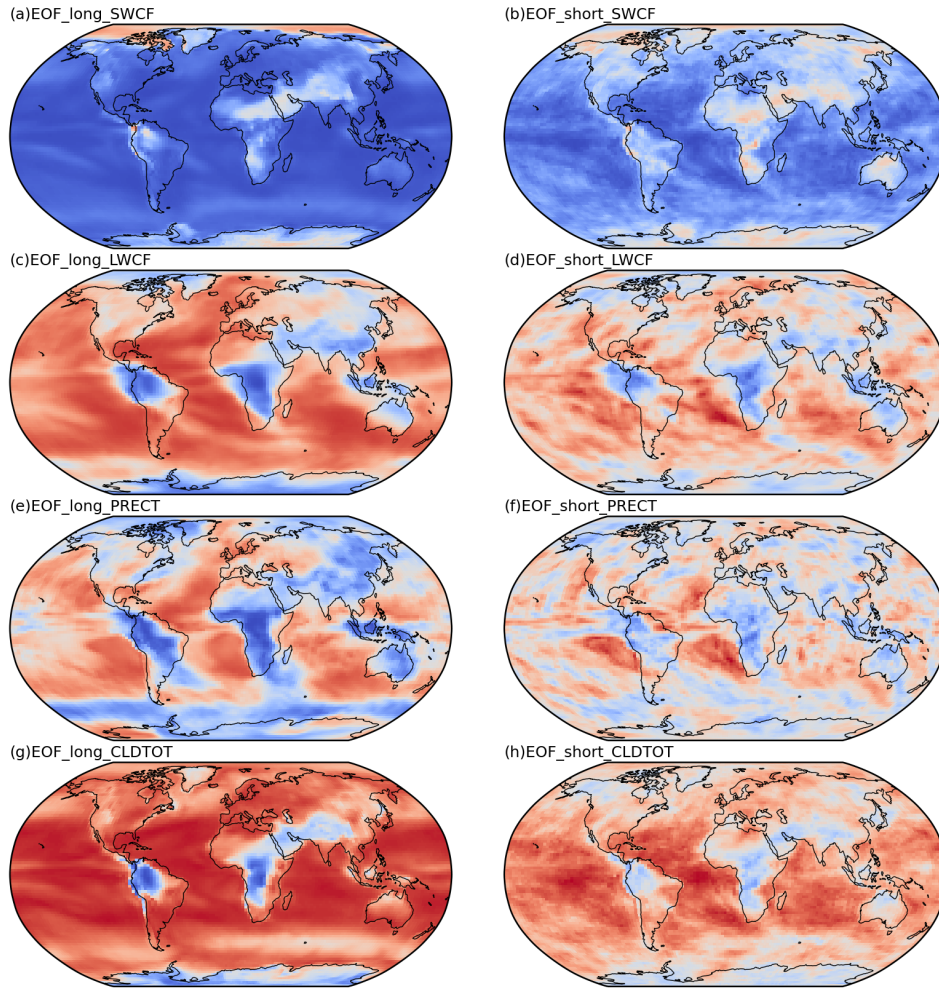 (a)EOF_long_SWCF
(b)EOF_short_SWCF
(c)EOF_long_LWCF
(d)EOF_short_LWCF
(e)EOF_long_PRECT
(f)EOF_short_PRECT
(g)EOF_long_CLDTOT
(h)EOF_short_CLDTOT